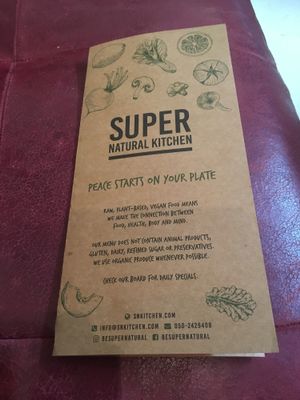 SUPER
NATURAL KITCHEN
PEACE STARTS ON YOUR PLATE
RAW, PLANT-BASED, VEGAN FOOD MEANS
WE MAKE THE CONNECTION BETWEEN
FOOD, HEALTH, BODY AND MIND.
OUR MENU DOES NOT CONTAIN ANIMAL PRODUCTS,
GLUTEN, DAIRY, REFINED SUGAR OR PRESERVATIVES.
WE USE ORGANIC PRODUCE WHENEVER POSSIBLE.
CHECK OUR BOARD FOR DAILY SPECIALS.
SNKITCHEN.COM
INFO@SNKITCHEN.COM 050-2429408
BESUPERNATURAL BESUPERNATURAL